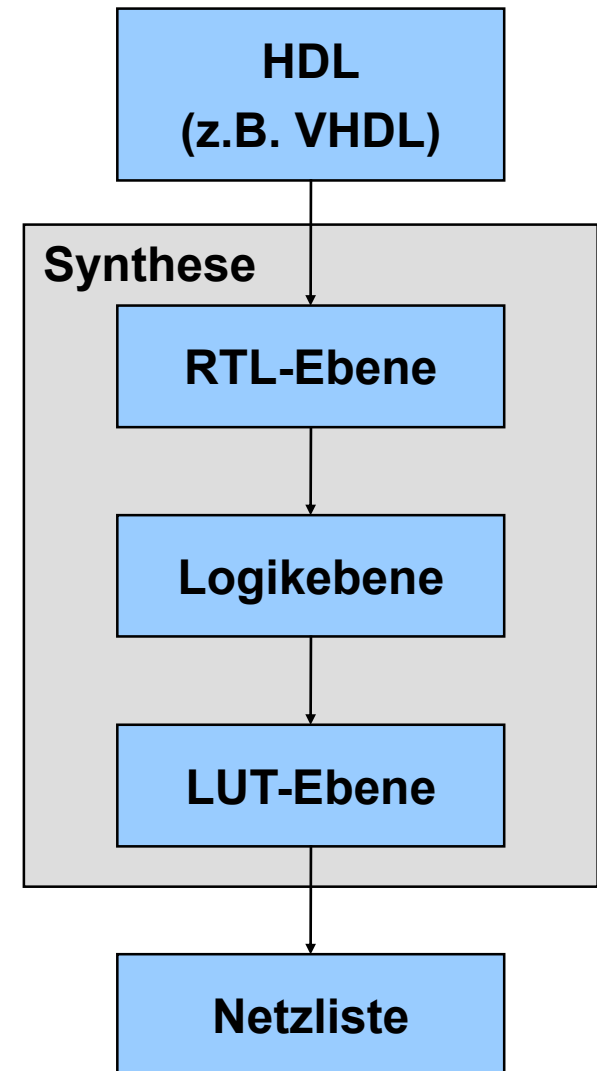 HDL
(z.B. VHDL)
Synthese
RTL-Ebene
Logikebene
LUT-Ebene
Netzliste